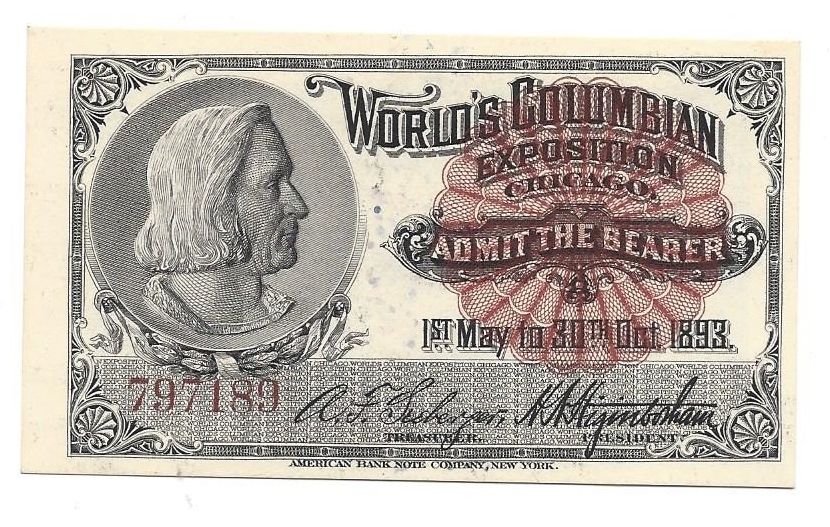 WORLD'S COLUMBIAN
EXPOSITION
CHICAGO.
ADMIT THE BEARER
1ST May to 30TH Oct 1893.
797189
TREASURER. PRESIDENT
AMERICAN BANK NOTE COMPANY, NEW YORK.